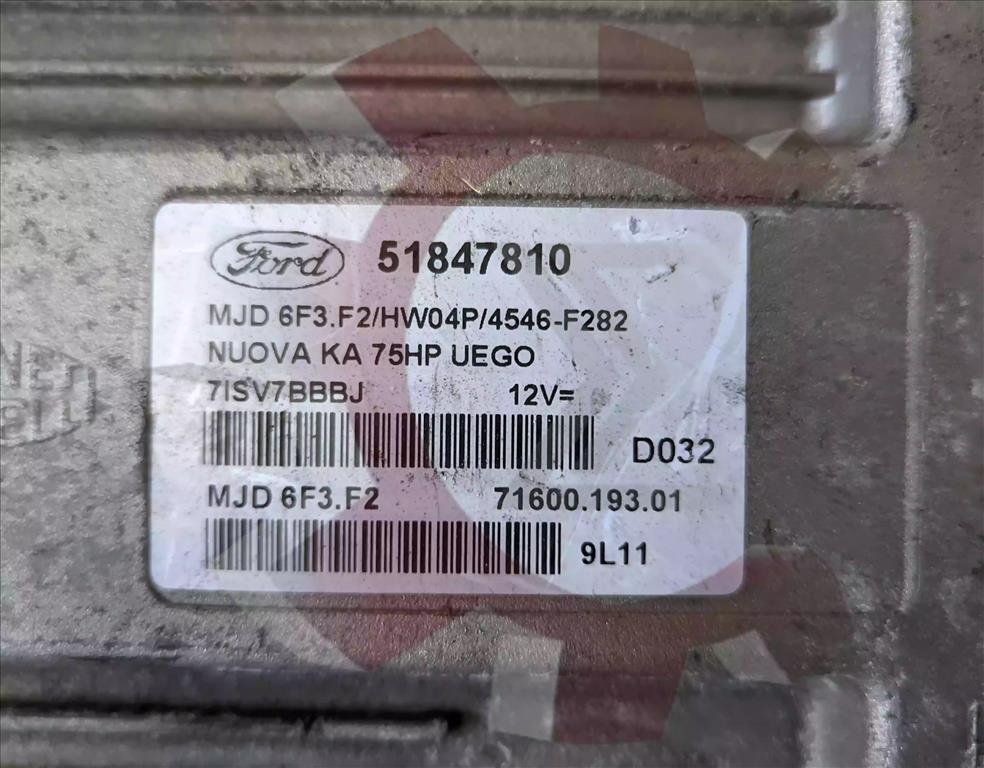 Ford 51847810
MJD 6F3.F2/HW04P/4546-F282
NUOVA KA 75HP UEGO
7ISV7BBBJ 12V=
D032
MJD 6F3.F2 71600.193.01
9L11